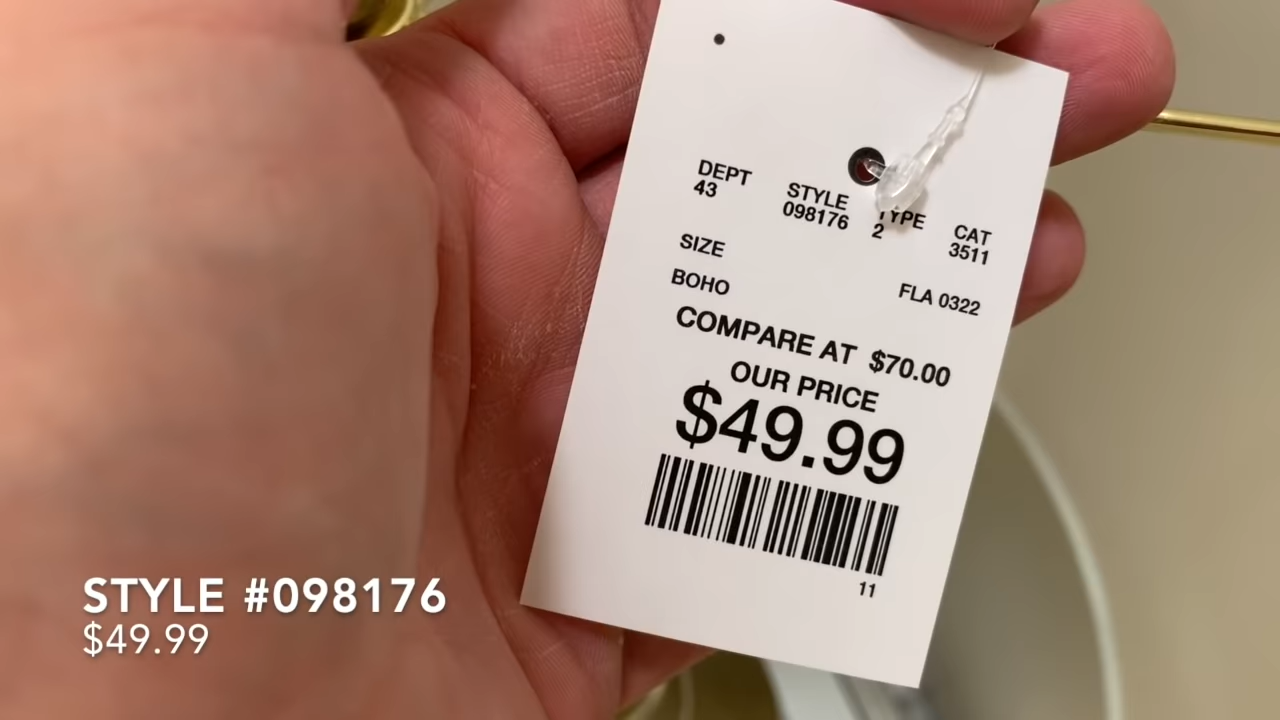 DEPT STYLE TYPE CAT
43 098176 2 3511
SIZE
BOHO FLA 0322
COMPARE AT $70.00
OUR PRICE
$49.99
11
STYLE #098176
$49.99